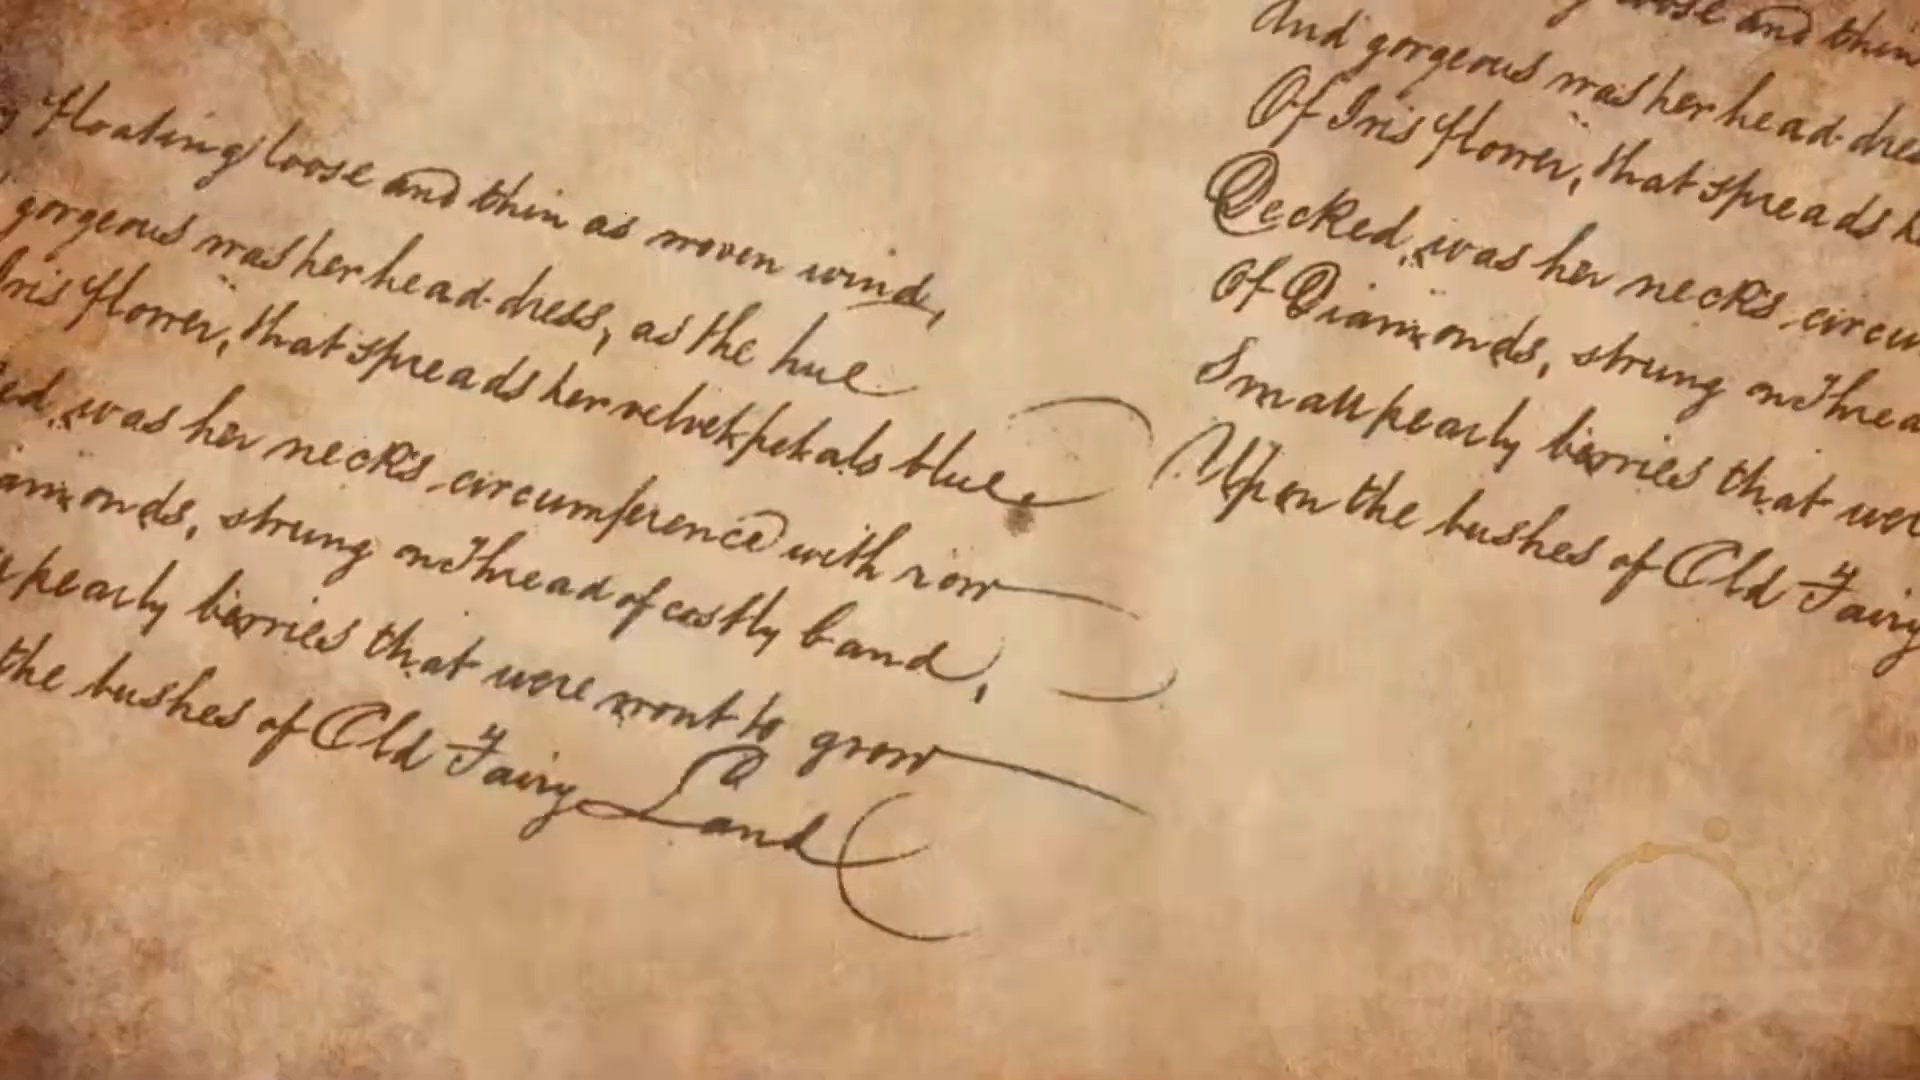 floating loose and thin as woven wind,
gorgeous was her head-dress, as the hue
Iris flower, that spreads her velvet petals blue
was her necks circumference with row
strung on thread of costly band,
pearly berries that were wont to grow
the bushes of Old Fairy Land
loose and thin
And gorgeous was her head-
Of Iris flower, that spreads
Decked, was her necks
Of Diamonds, strung on
Small pearly berries that
Upon the bushes of Old Fairy